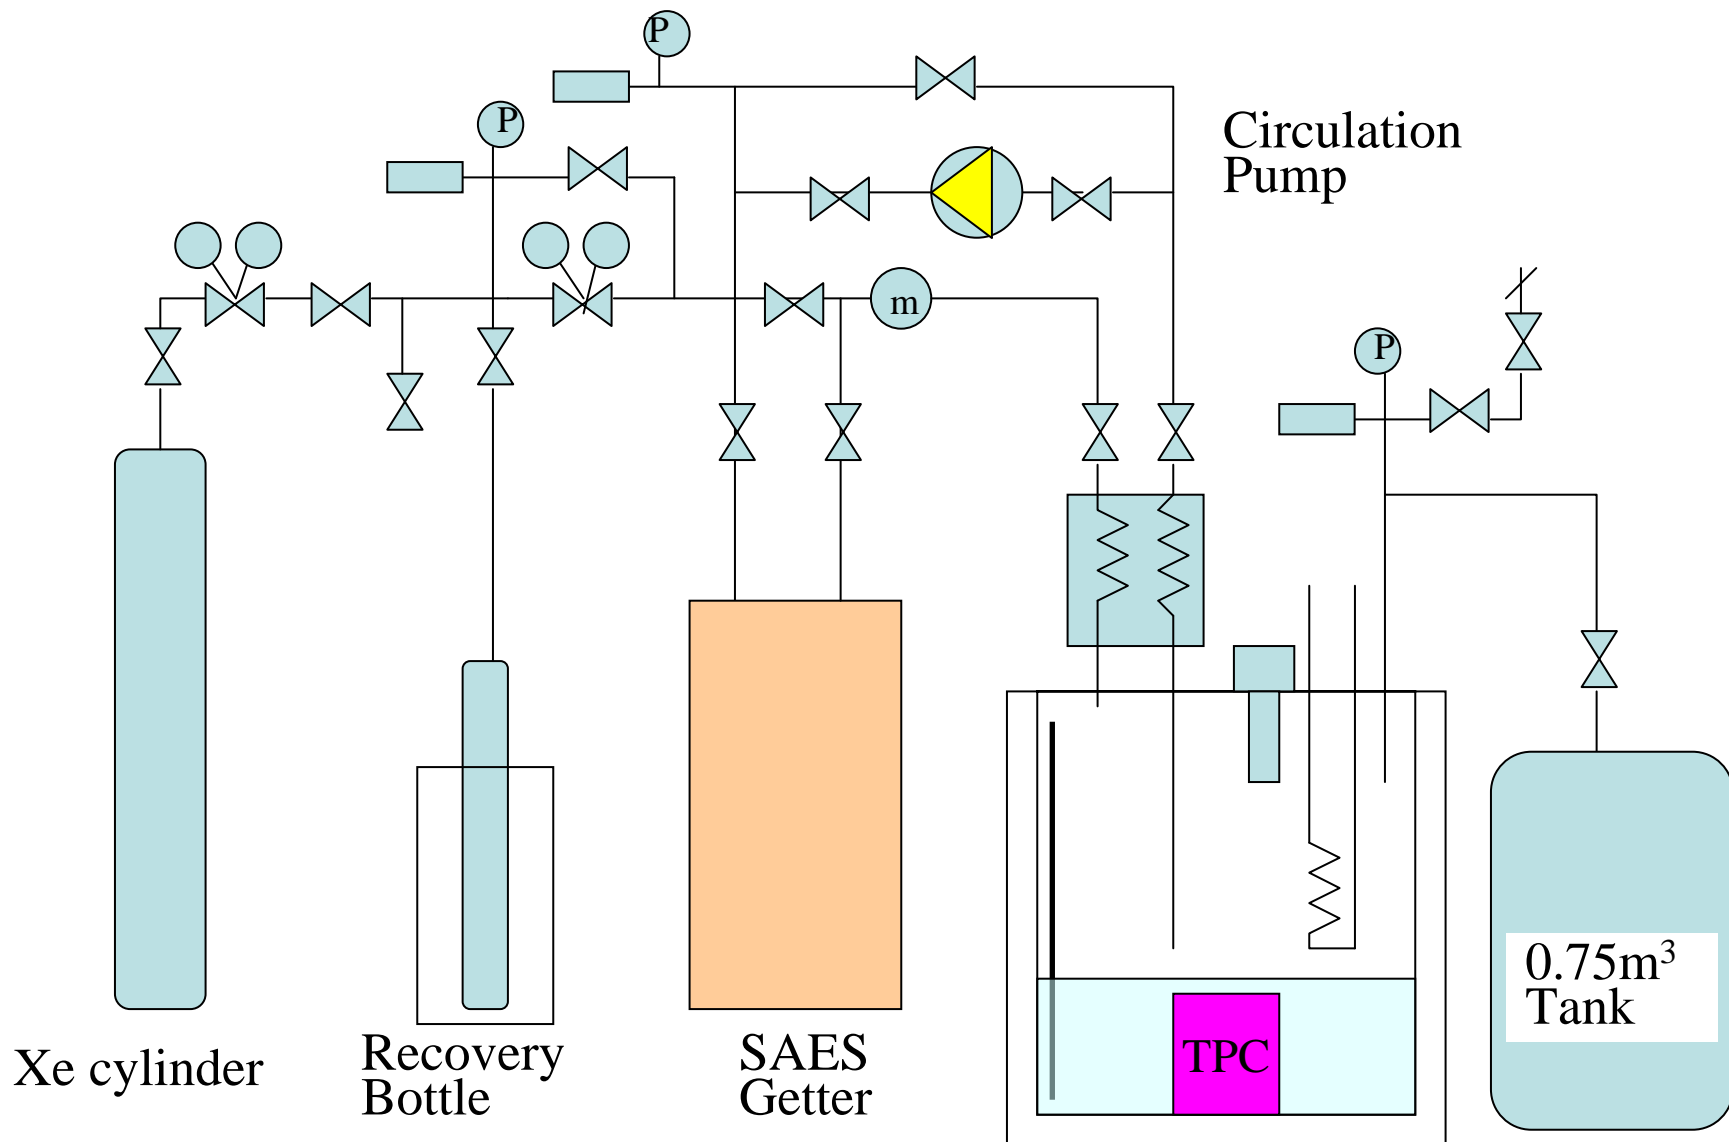 P
P
Circulation
Pump
m
P
0.75m³
Tank
TPC
Xe cylinder
Recovery
Bottle
SAES
Getter